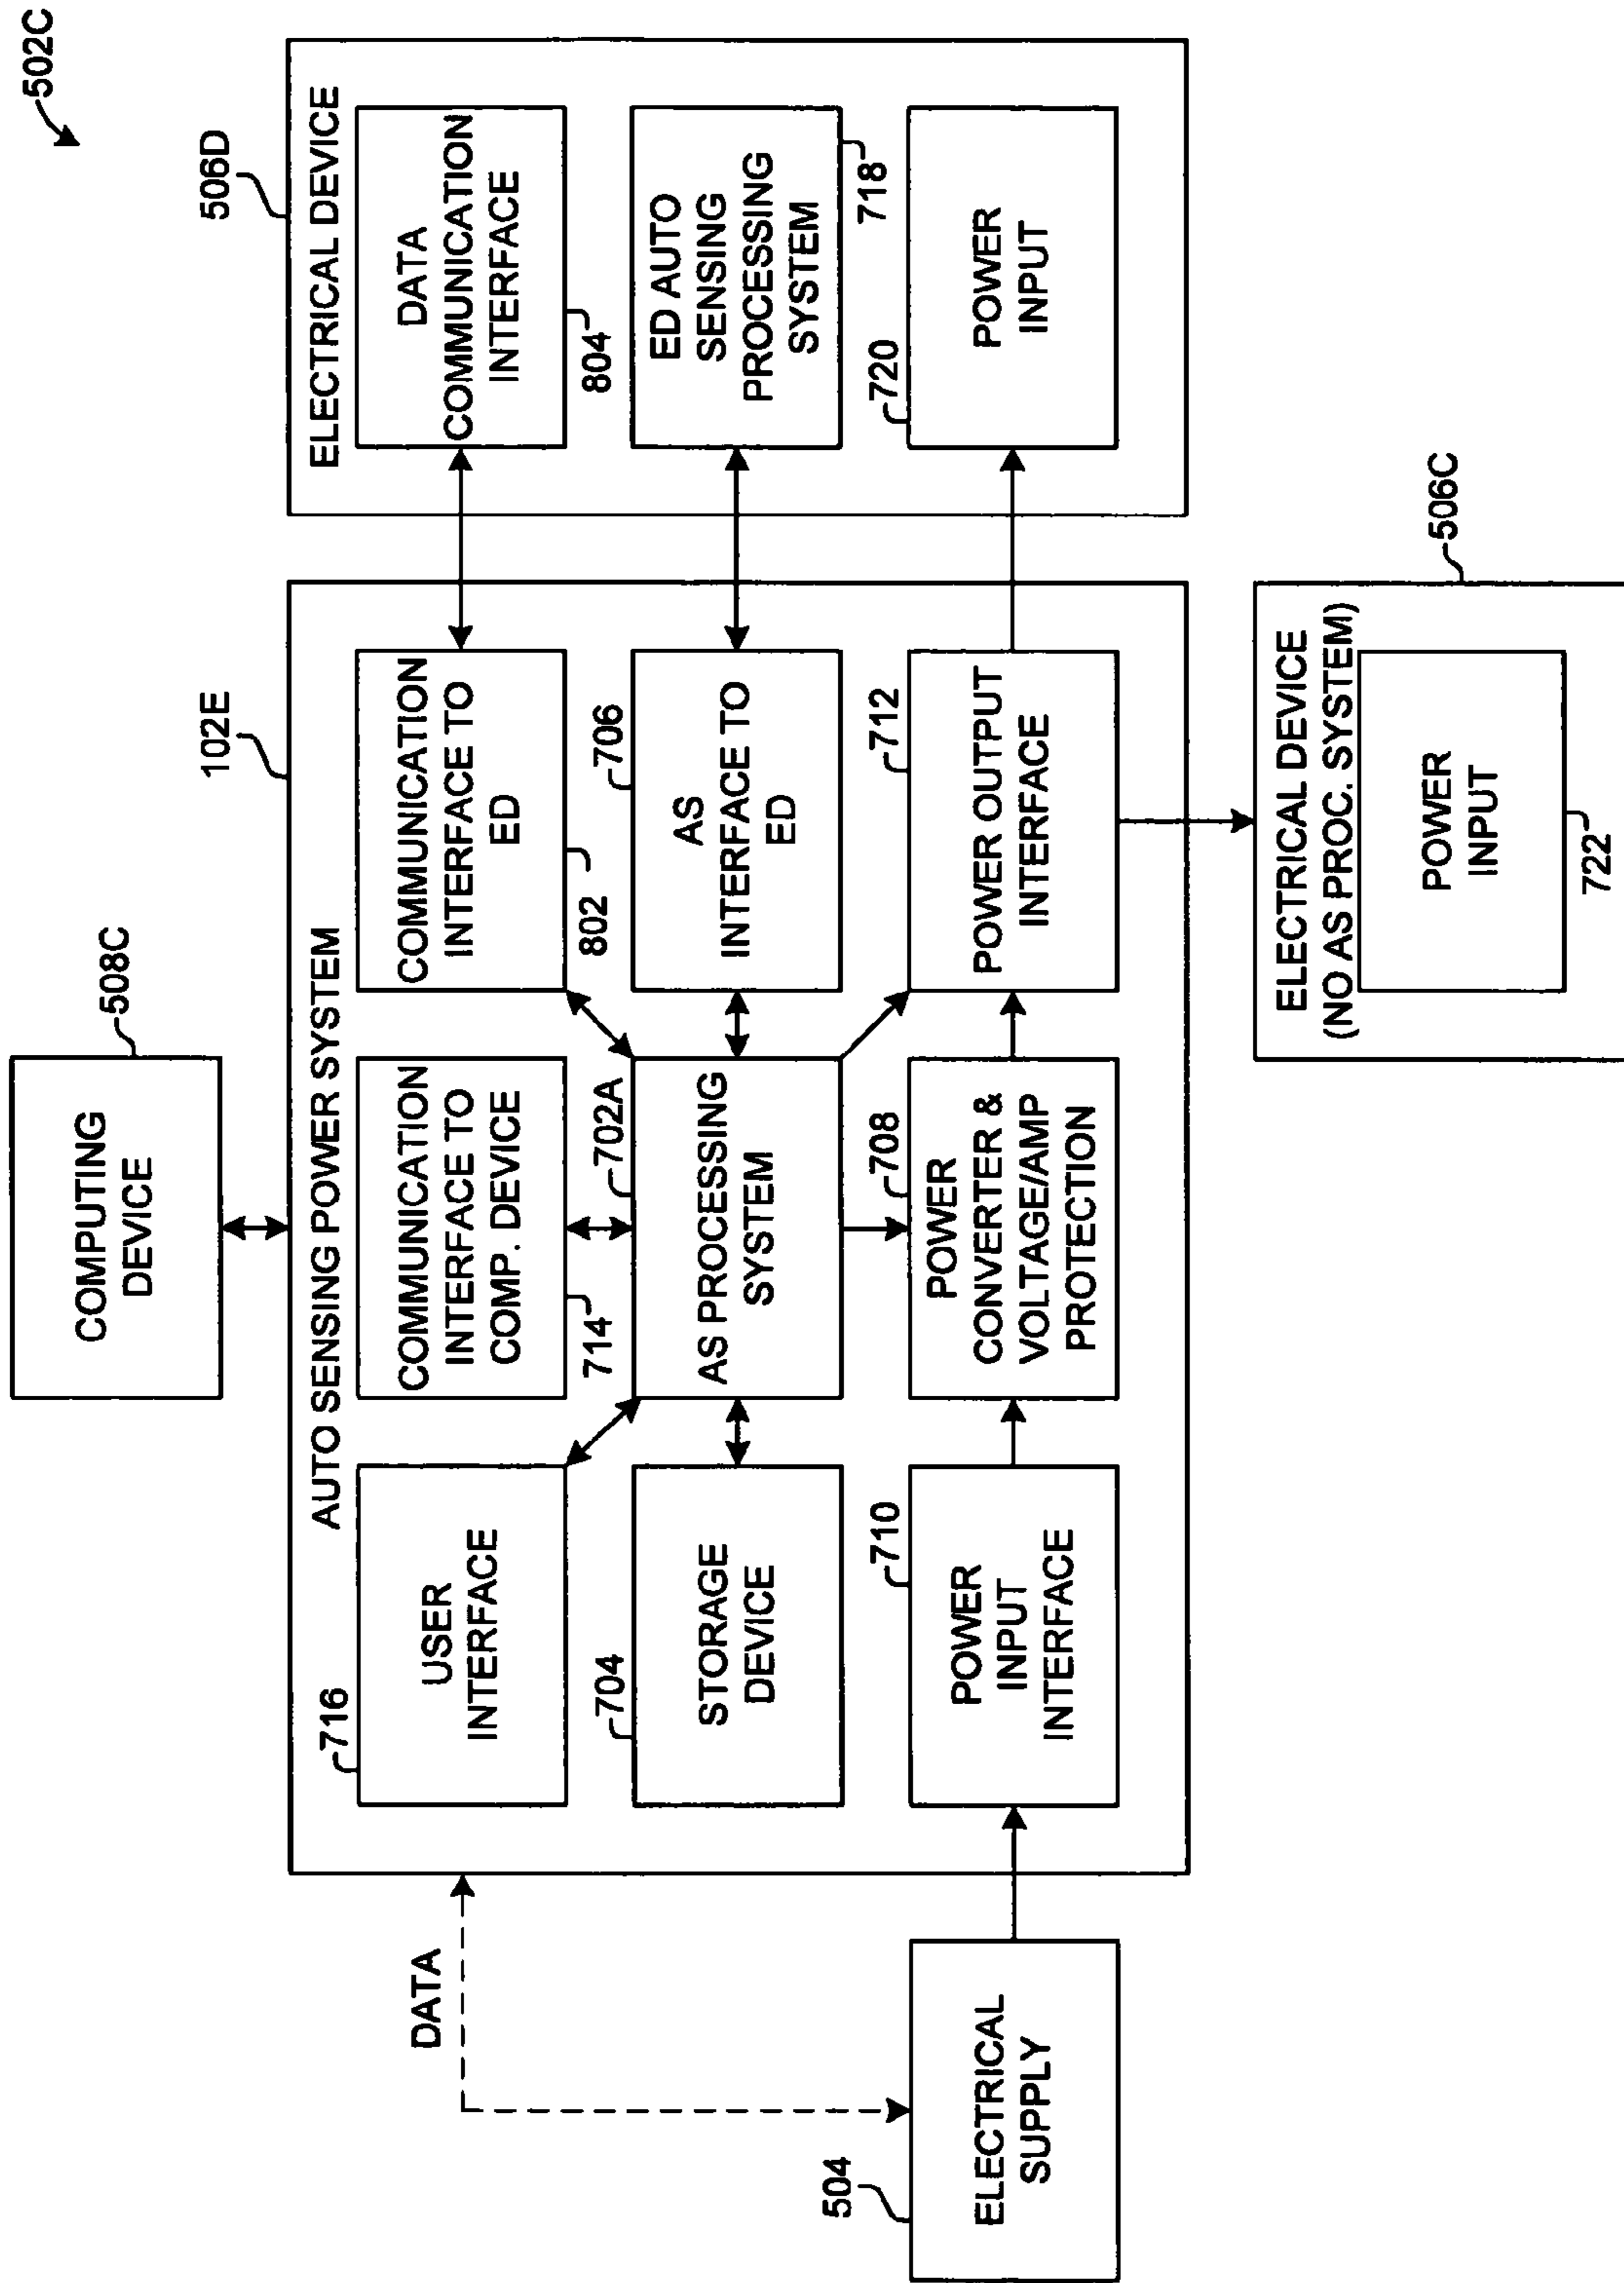 502C
COMPUTING
DEVICE
508C
102E
506D
AUTO SENSING POWER SYSTEM
ELECTRICAL DEVICE
DATA
716
USER
INTERFACE
COMMUNICATION
INTERFACE TO
COMP. DEVICE
714
COMMUNICATION
INTERFACE TO
ED
802
DATA
COMMUNICATION
INTERFACE
804
704
STORAGE
DEVICE
702A
AS PROCESSING
SYSTEM
706
AS
INTERFACE TO
ED
ED AUTO
SENSING
PROCESSING
SYSTEM
718
504
ELECTRICAL
SUPPLY
710
POWER
INPUT
INTERFACE
708
POWER
CONVERTER &
VOLTAGE/AMP
PROTECTION
712
POWER OUTPUT
INTERFACE
720
POWER
INPUT
506C
ELECTRICAL DEVICE
(NO AS PROC. SYSTEM)
POWER
INPUT
722